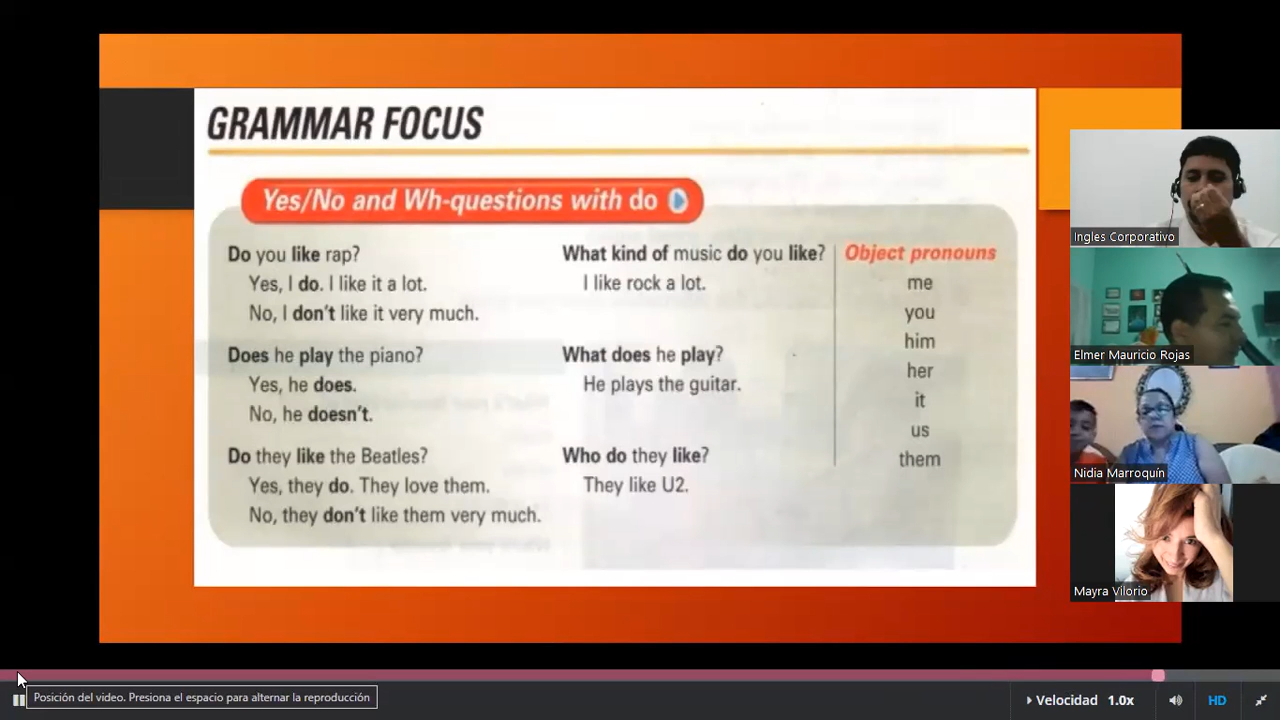 GRAMMAR FOCUS
Yes/No and Wh-questions with do
Do you like rap?
Yes, I do. I like it a lot.
No, I don't like it very much.
Does he play the piano?
Yes, he does.
No, he doesn't.
Do they like the Beatles?
Yes, they do. They love them.
No, they don't like them very much.
What kind of music do you like?
I like rock a lot.
What does he play?
He plays the guitar.
Who do they like?
They like U2.
Object pronouns
me
you
him
her
it
us
them
Ingles Corporativo
Elmer Mauricio Rojas
Nidia Marroquín
Mayra Vilorio
Posición del video. Presiona el espacio para alternar la reproducción
Velocidad 1.0x
HD